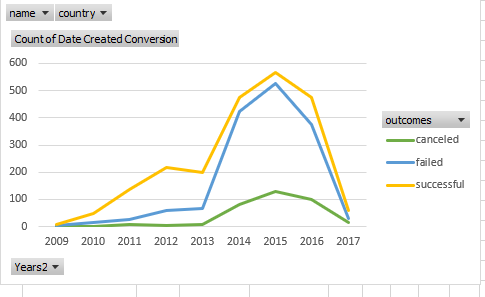 name country
Count of Date Created Conversion
600
500
400
300
200
100
0
2009 2010 2011 2012 2013 2014 2015 2016 2017
outcomes
canceled
failed
successful
Years2